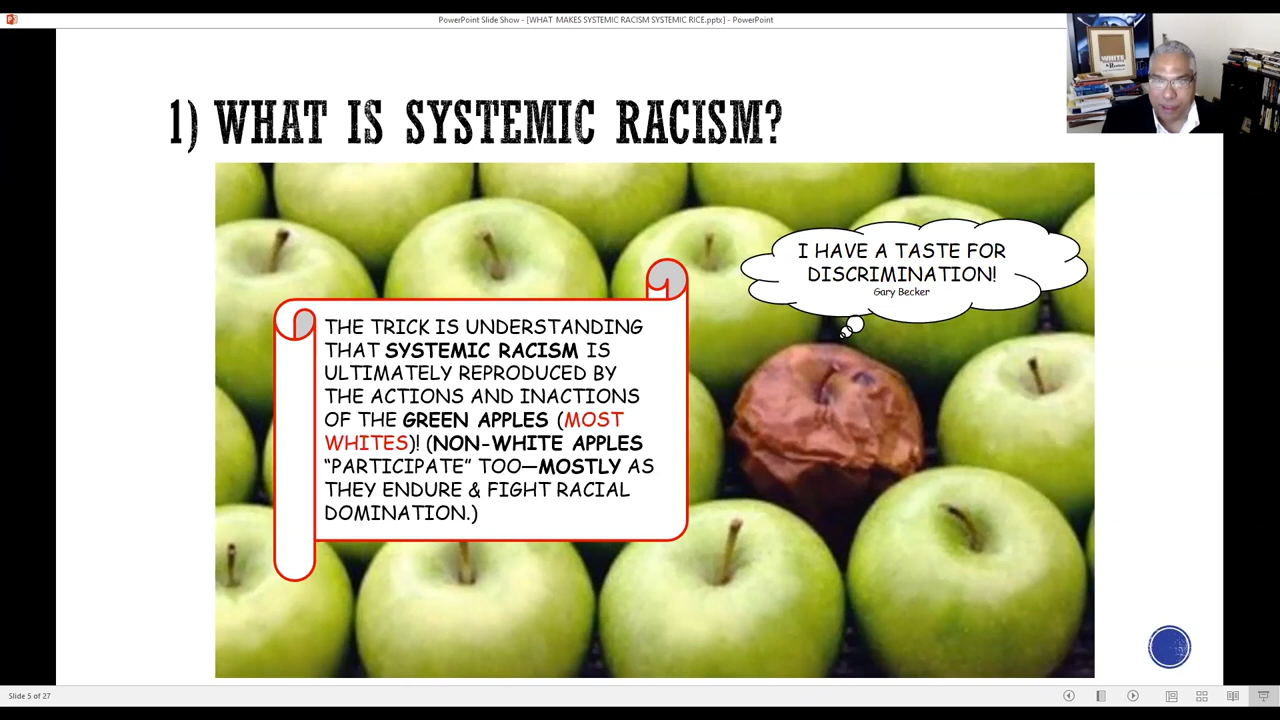 PowerPoint Slide Show - [WHAT MAKES SYSTEMIC RACISM SYSTEMIC RICE.pptx] - PowerPoint
WHITE
1) WHAT IS SYSTEMIC RACISM?
I HAVE A TASTE FOR
DISCRIMINATION!
Gary Becker
THE TRICK IS UNDERSTANDING
THAT SYSTEMIC RACISM IS
ULTIMATELY REPRODUCED BY
THE ACTIONS AND INACTIONS
OF THE GREEN APPLES (MOST
WHITES)! (NON-WHITE APPLES
“PARTICIPATE” TOO—MOSTLY AS
THEY ENDURE & FIGHT RACIAL
DOMINATION.)
Slide 5 of 27